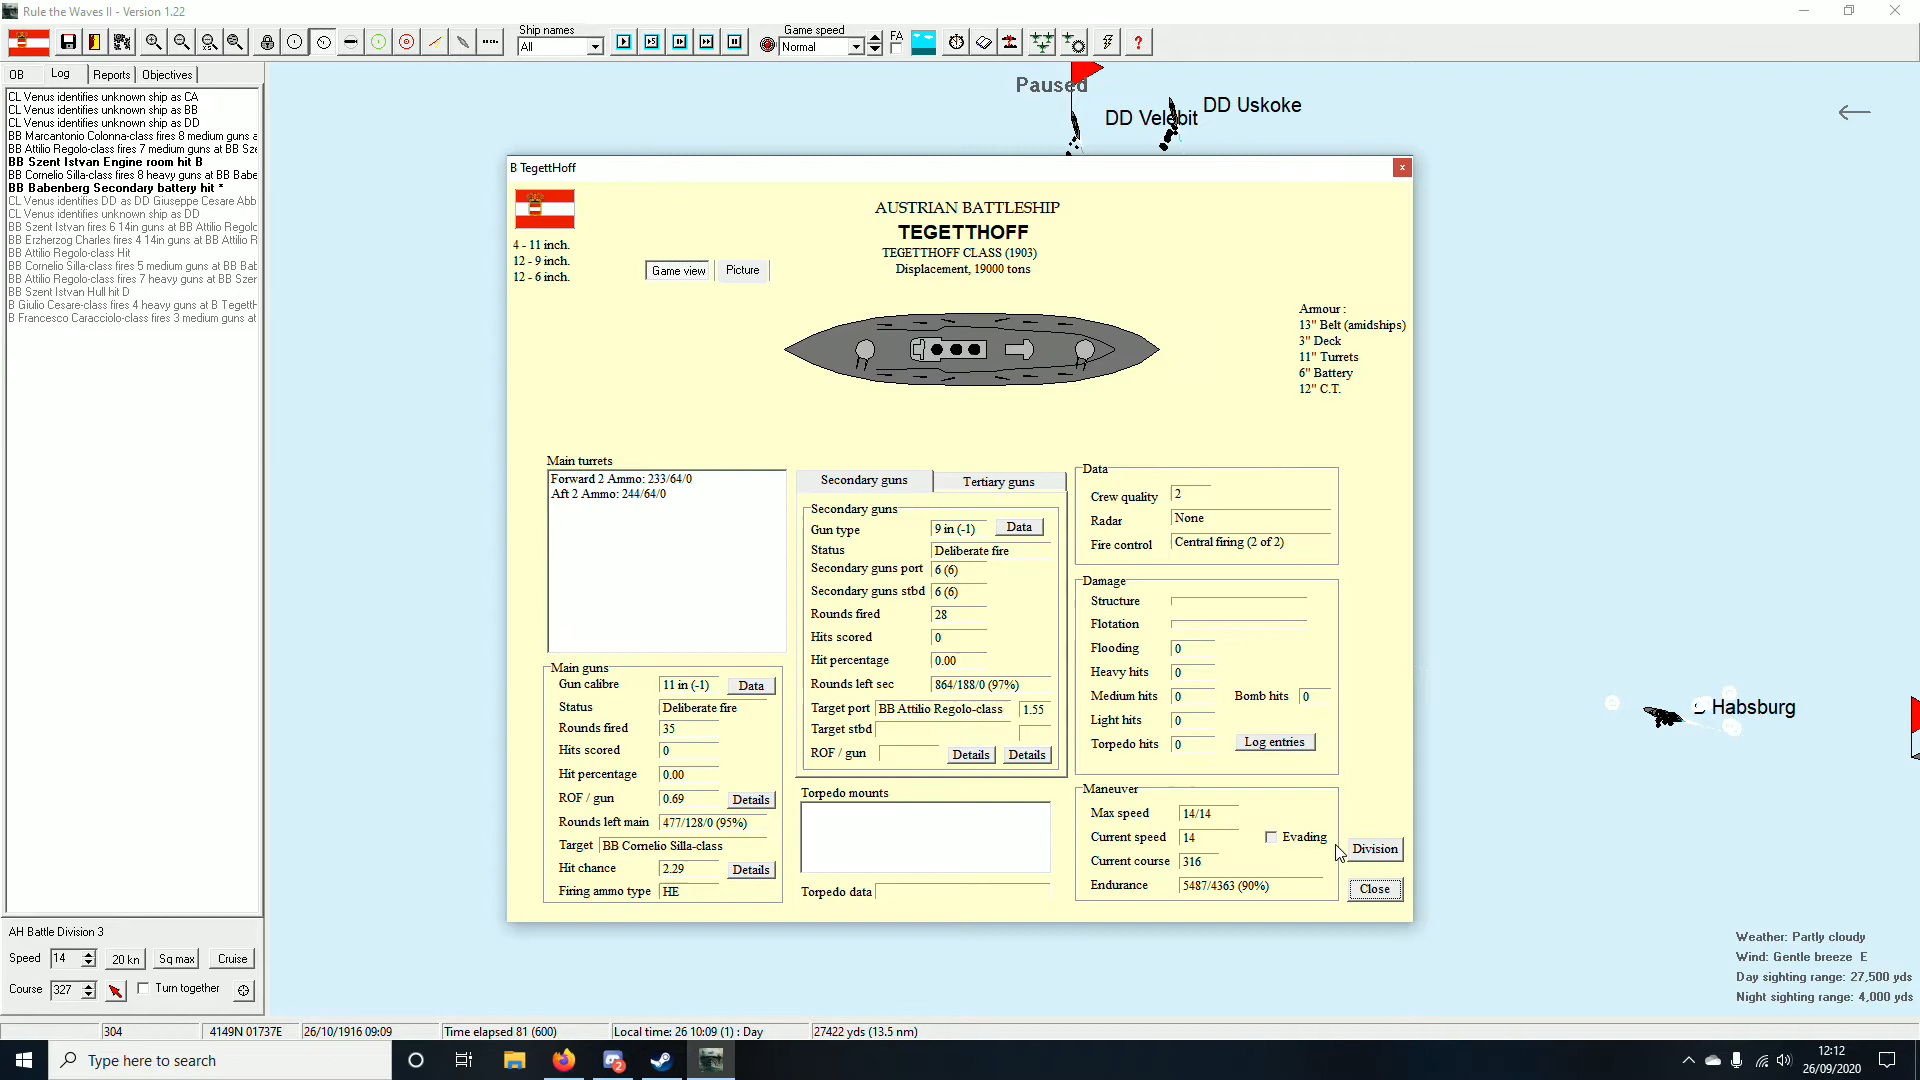 Rule the Waves II - Version 1.22
Ship names
All
Game speed
Normal
FA
OB
Log
Reports
Objectives
CL Venus identifies unknown ship as CA
CL Venus identifies unknown ship as BB
CL Venus identifies unknown ship as DD
BB Marcantonio Colonna-class fires 8 medium guns a
BB Attilio Regolo-class fires 7 medium guns at BB Sze
BB Szent Istvan Engine room hit B
BB Cornelio Silla-class fires 8 heavy guns at BB Babe
BB Babenberg Secondary battery hit *
CL Venus identifies DD as DD Giuseppe Cesare Abb
CL Venus identifies unknown ship as DD
BB Szent Istvan fires 6 14in guns at BB Attilio Regolo
BB Erzherzog Charles fires 4 14in guns at BB Attilio R
BB Attilio Regolo-class Hit
BB Cornelio Silla-class fires 5 medium guns at BB Bab
BB Attilio Regolo-class fires 7 heavy guns at BB Szer
BB Szent Istvan Hull hit D
B Giulio Cesare-class fires 4 heavy guns at B TegettH
B Francesco Caracciolo-class fires 3 medium guns at
Paused
DD Velebit
DD Uskoke
B TegettHoff
x
AUSTRIAN BATTLESHIP
TEGETTHOFF
TEGETTHOFF CLASS (1903)
Displacement, 19000 tons
4 - 11 inch.
12 - 9 inch.
12 - 6 inch.
Game view
Picture
Armour :
13" Belt (amidships)
3" Deck
11" Turrets
6" Battery
12" C.T.
Main turrets
Forward 2 Ammo: 233/64/0
Aft 2 Ammo: 244/64/0
Main guns
Gun calibre 11 in (-1) Data
Status Deliberate fire
Rounds fired 35
Hits scored 0
Hit percentage 0.00
ROF / gun 0.69 Details
Rounds left main 477/128/0 (95%)
Target BB Cornelio Silla-class
Hit chance 2.29 Details
Firing ammo type HE
Secondary guns
Tertiary guns
Secondary guns
Gun type 9 in (-1) Data
Status Deliberate fire
Secondary guns port 6 (6)
Secondary guns stbd 6 (6)
Rounds fired 28
Hits scored 0
Hit percentage 0.00
Rounds left sec 864/188/0 (97%)
Target port BB Attilio Regolo-class 1.55
Target stbd
ROF / gun Details Details
Torpedo mounts
Torpedo data
Data
Crew quality 2
Radar None
Fire control Central firing (2 of 2)
Damage
Structure
Flotation
Flooding 0
Heavy hits 0
Medium hits 0 Bomb hits 0
Light hits 0
Torpedo hits 0 Log entries
Maneuver
Max speed 14/14
Current speed 14 Evading
Current course 316
Endurance 5487/4363 (90%)
Division
Close
Habsburg
Weather: Partly cloudy
Wind: Gentle breeze E
Day sighting range: 27,500 yds
Night sighting range: 4,000 yds
AH Battle Division 3
Speed 14 20 kn Sq max Cruise
Course 327 Turn together
304
4149N 01737E
26/10/1916 09:09
Time elapsed 81 (600)
Local time: 26 10:09 (1) : Day
27422 yds (13.5 nm)
Type here to search
2
12:12
26/09/2020